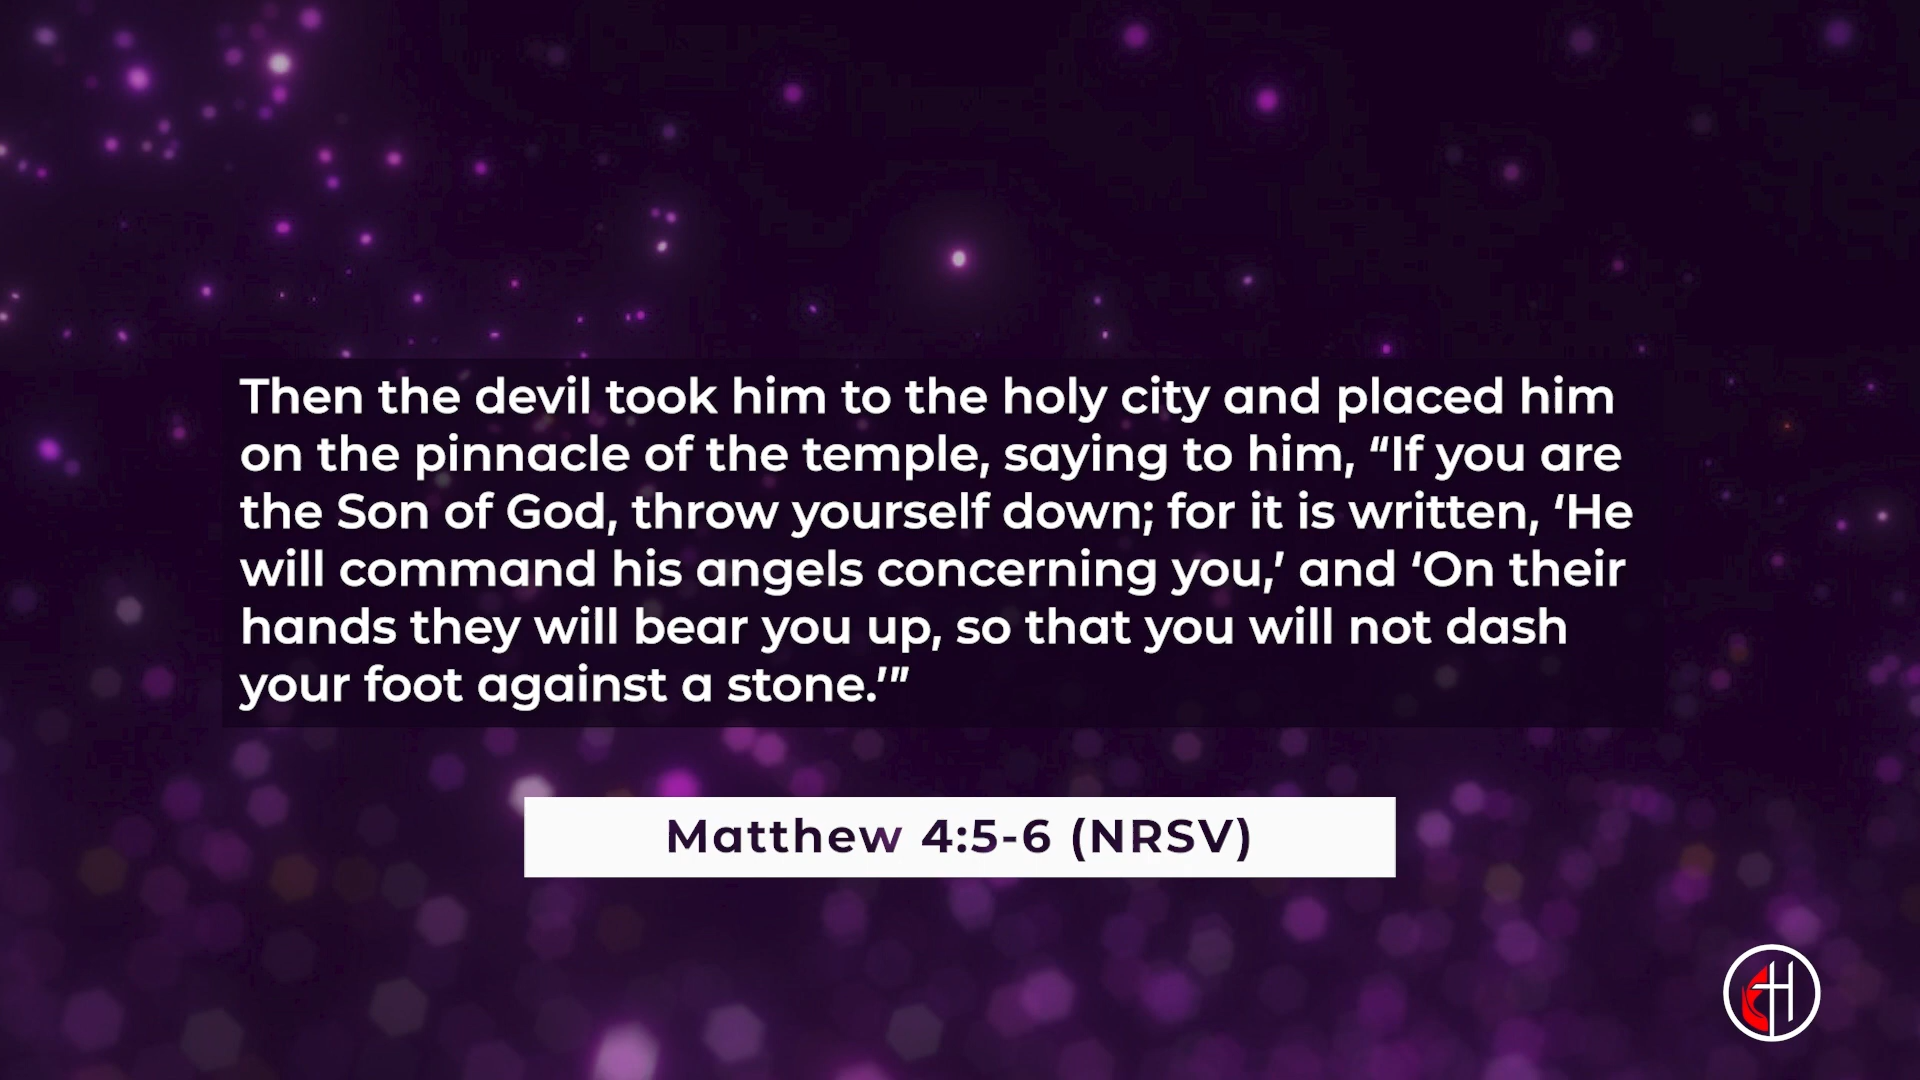 Then the devil took him to the holy city and placed him
on the pinnacle of the temple, saying to him, “If you are
the Son of God, throw yourself down; for it is written, ‘He
will command his angels concerning you,’ and ‘On their
hands they will bear you up, so that you will not dash
your foot against a stone.’”
Matthew 4:5-6 (NRSV)